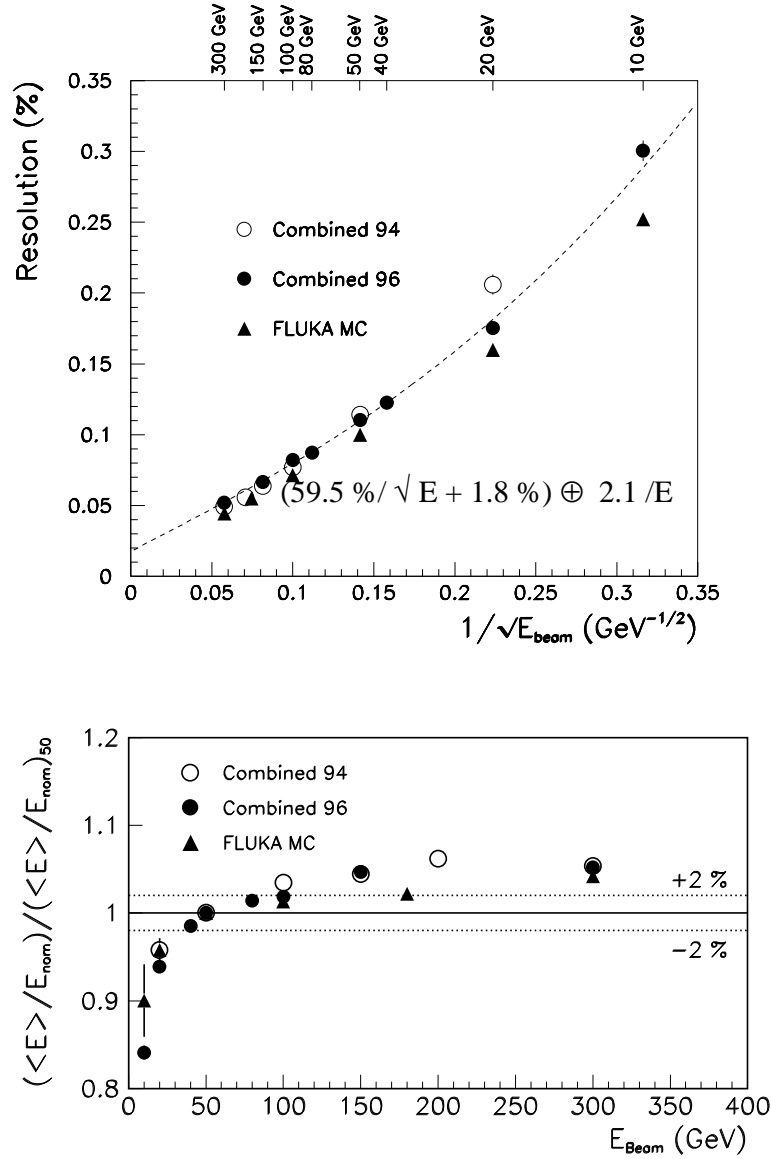 300 GeV
150 GeV
100 GeV
80 GeV
50 GeV
40 GeV
20 GeV
10 GeV
Resolution (%)
0.35
0.3
0.25
0.2
0.15
0.1
0.05
0
Combined 94
Combined 96
FLUKA MC
(59.5 %/ √ E + 1.8 %) ⊕ 2.1 /E
0 0.05 0.1 0.15 0.2 0.25 0.3 0.35
1/√E_beam (GeV^−1/2)
(<E>/E_nom)/(<E>/E_nom)_50
1.2
1.1
1
0.9
0.8
Combined 94
Combined 96
FLUKA MC
+2 %
−2 %
0 50 100 150 200 250 300 350 400
E_Beam (GeV)